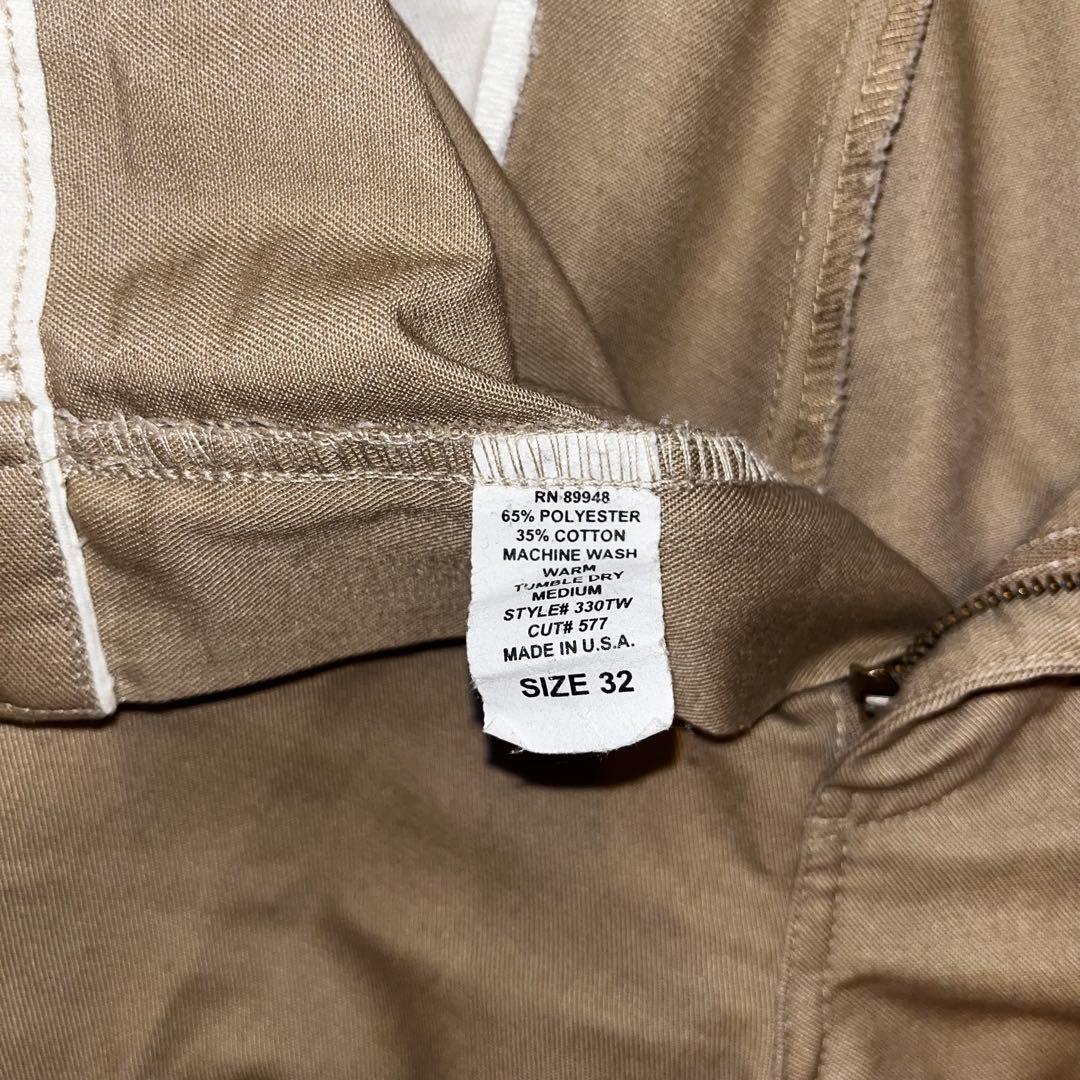 RN 89948
65% POLYESTER
35% COTTON
MACHINE WASH
WARM
TUMBLE DRY
MEDIUM
STYLE# 330TW
CUT# 577
MADE IN U.S.A.
SIZE 32